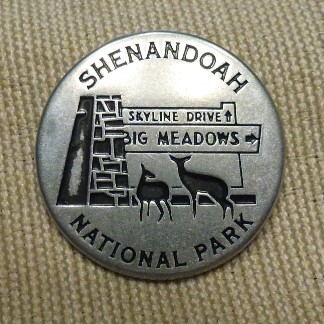 SHENANDOAH
SKYLINE DRIVE ↑
BIG MEADOWS →
NATIONAL PARK